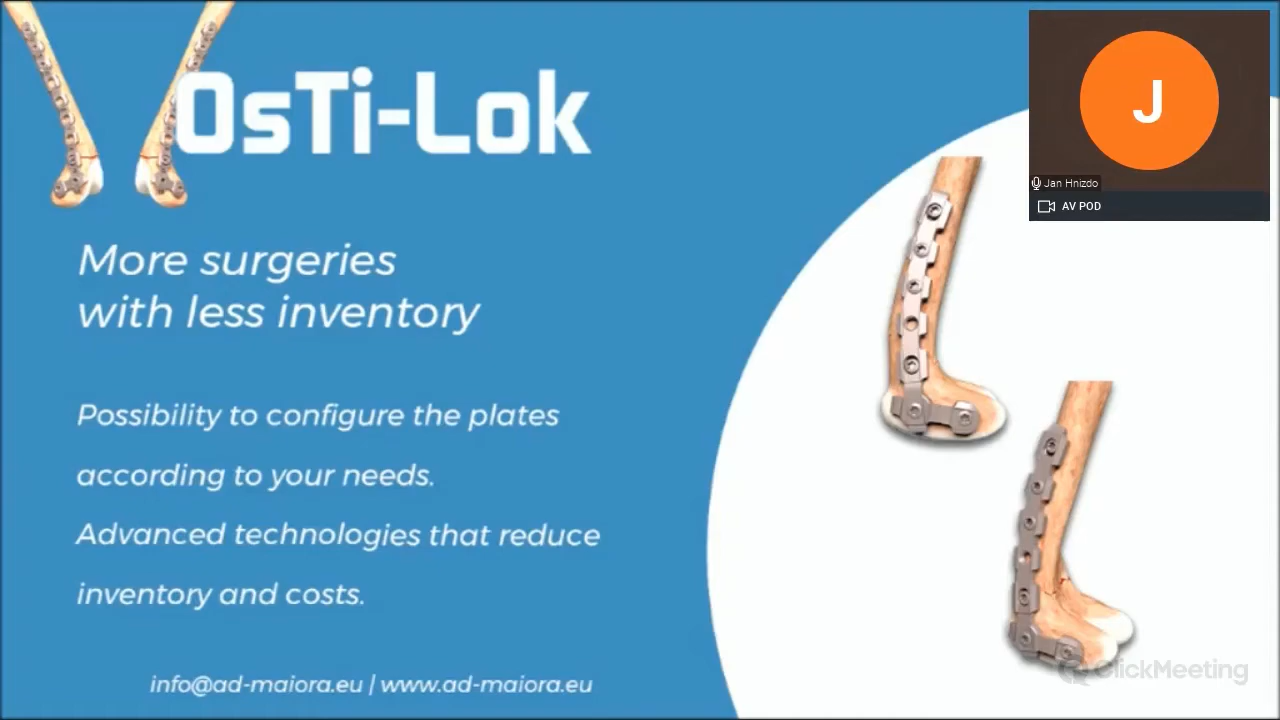 OsTi-Lok
More surgeries
with less inventory
Possibility to configure the plates
according to your needs.
Advanced technologies that reduce
inventory and costs.
info@ad-maiora.eu | www.ad-maiora.eu
J
Jan Hnizdo
AV POD
ClickMeeting